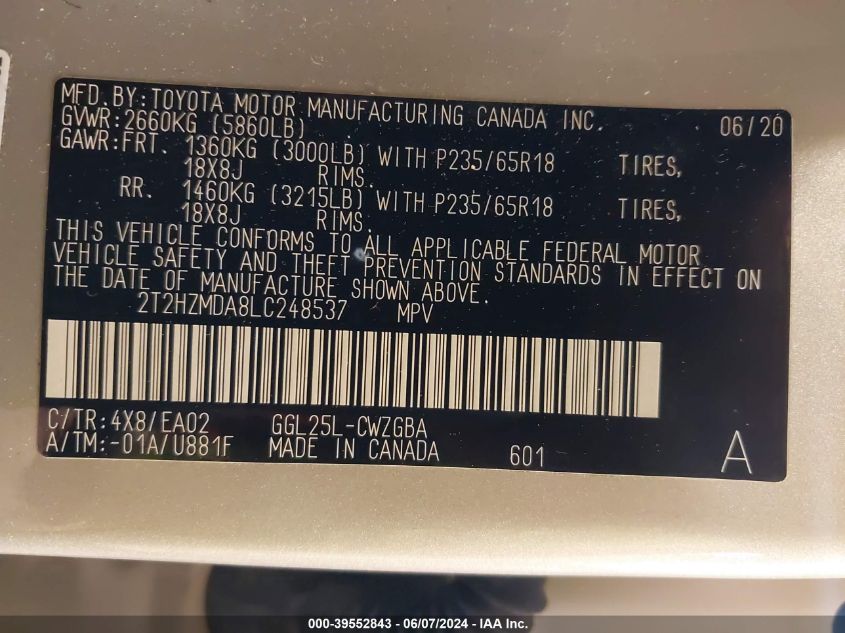 MFD.BY:TOYOTA MOTOR MANUFACTURING CANADA INC. 06/20
GVWR:2660KG (5860LB)
GAWR:FRT. 1360KG (3000LB) WITH P235/65R18 TIRES,
18X8J RIMS.
RR. 1460KG (3215LB) WITH P235/65R18 TIRES,
18X8J RIMS.
THIS VEHICLE CONFORMS TO ALL APPLICABLE FEDERAL MOTOR
VEHICLE SAFETY AND THEFT PREVENTION STANDARDS IN EFFECT ON
THE DATE OF MANUFACTURE SHOWN ABOVE.
2T2HZMDA8LC248537 MPV
C/TR:4X8/EA02 GGL25L-CWZGBA
A/TM:-01A/U881F MADE IN CANADA 601 A
000-39552843 - 06/07/2024 - IAA Inc.